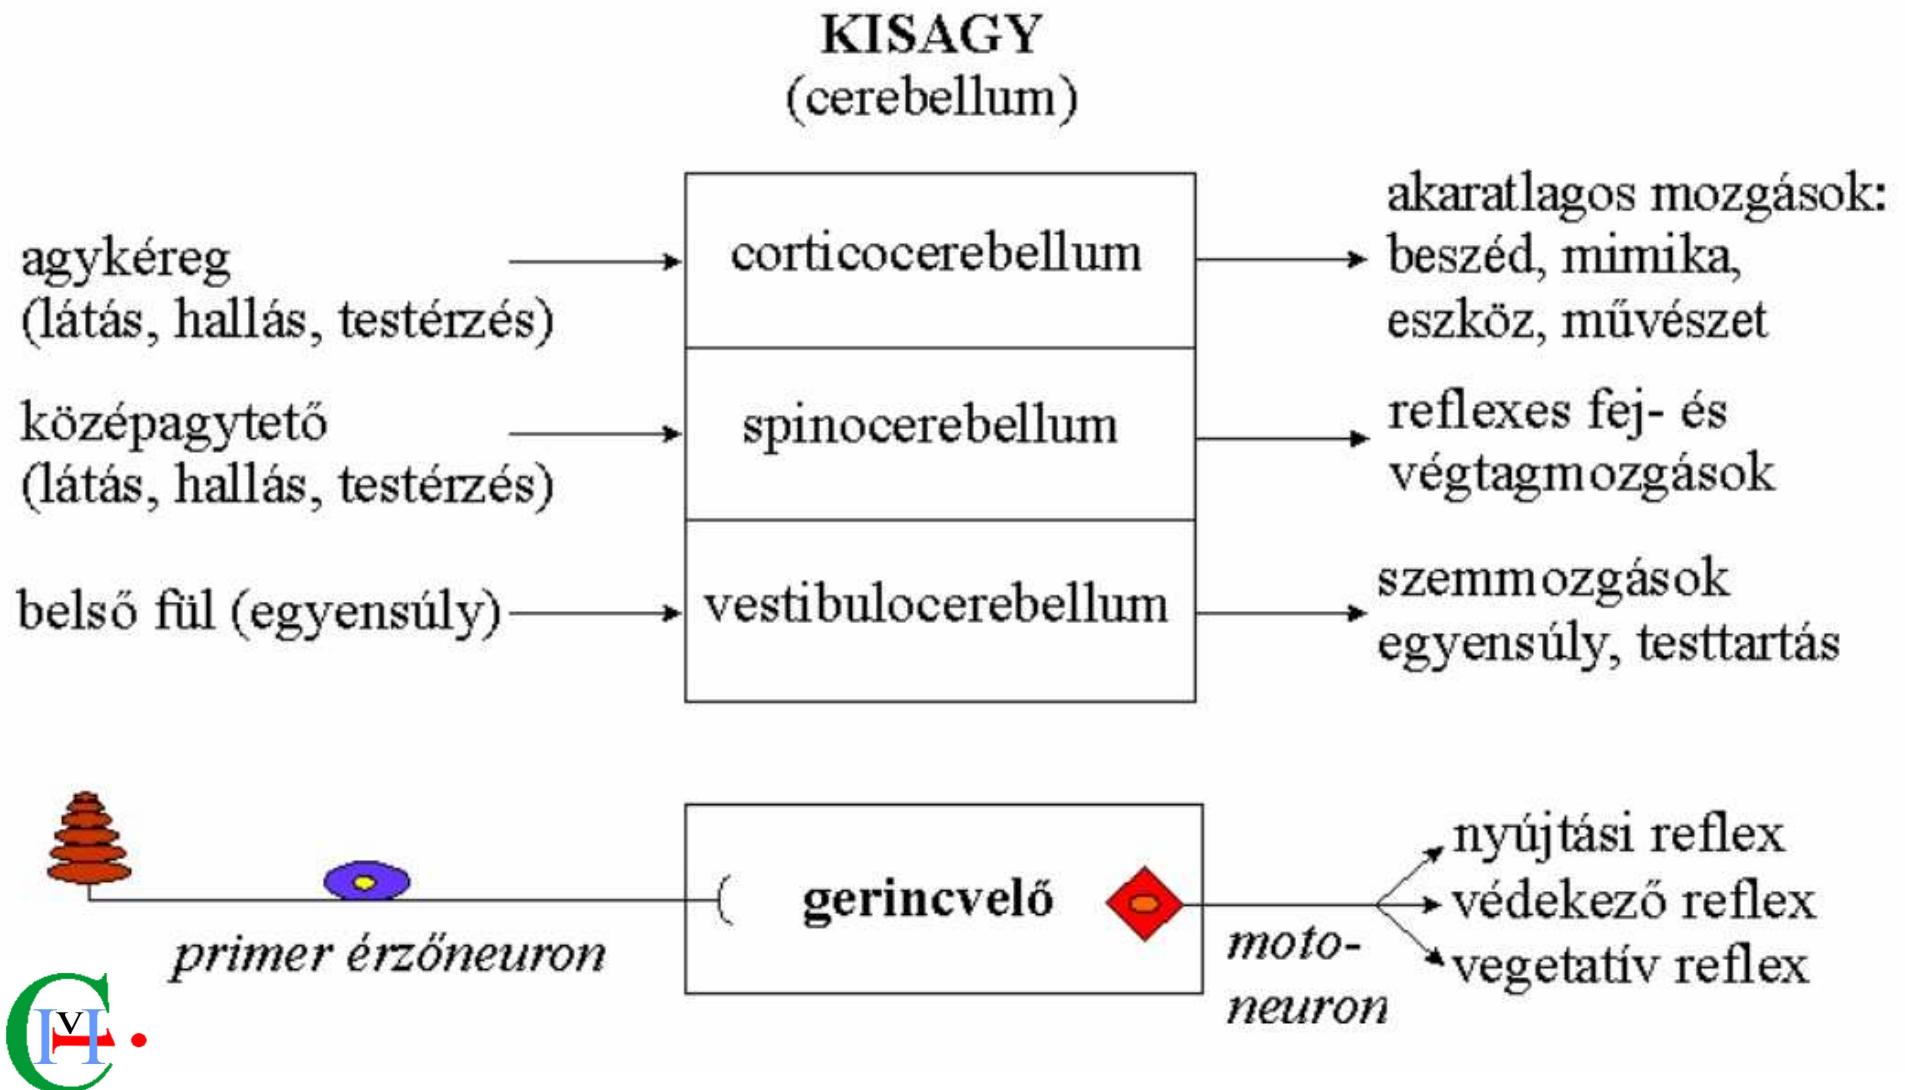 KISAGY
(cerebellum)
agykéreg
(látás, hallás, testérzés)
corticocerebellum
akaratlagos mozgások:
beszéd, mimika,
eszköz, művészet
középagytető
(látás, hallás, testérzés)
spinocerebellum
reflexes fej- és
végtagmozgások
belső fül (egyensúly)
vestibulocerebellum
szemmozgások
egyensúly, testtartás
primer érzőneuron
gerincvelő
moto-
neuron
nyújtási reflex
védekező reflex
vegetatív reflex